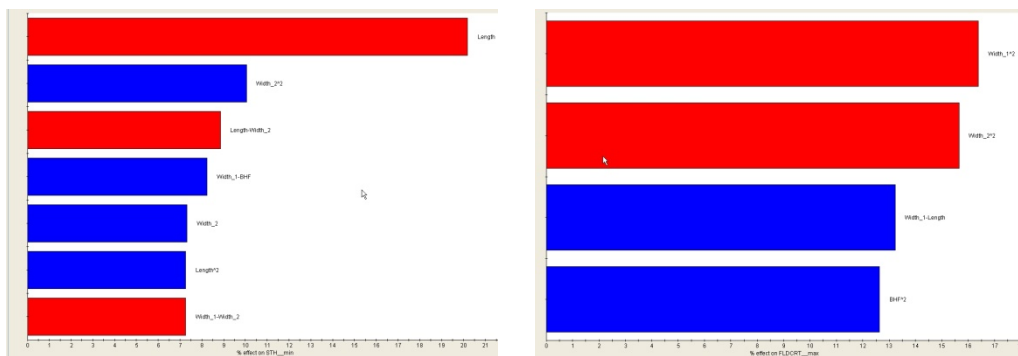 Length
Width_2^2
Length-Width_2
Width_1-BHF
Width_2
Length^2
Width_1-Width_2
0 1 2 3 4 5 6 7 8 9 10 11 12 13 14 15 16 17 18 19 20 21
% effect on STH__min
Width_1^2
Width_2^2
Width_1-Length
BHF^2
0 1 2 3 4 5 6 7 8 9 10 11 12 13 14 15 16 17
% effect on FLDCRT__max